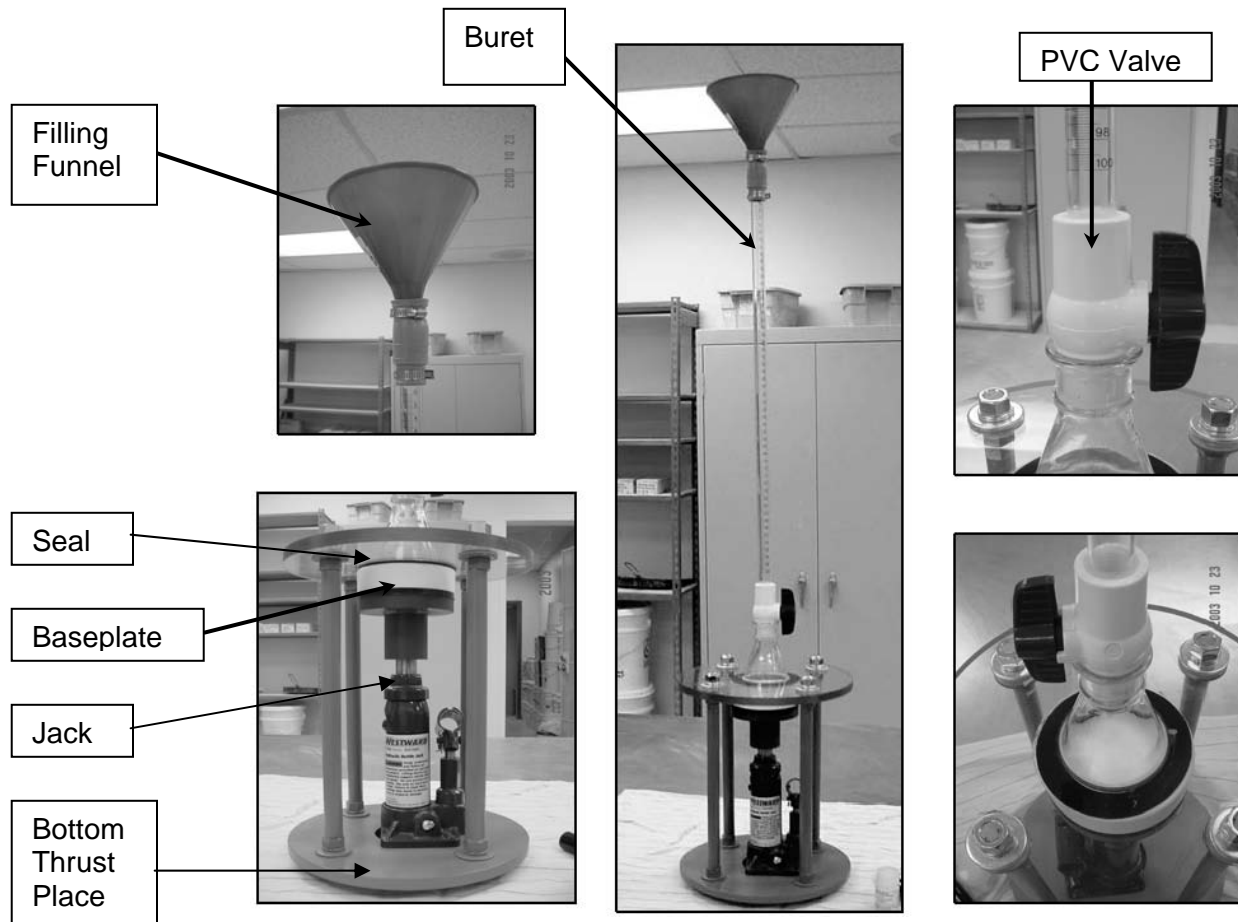 Buret
PVC Valve
Filling
Funnel
2003 10 23
98
100
2003 10 23
Seal
Baseplate
Jack
Bottom
Thrust
Place
2003
WESTWARD
WESTWARD
2003 10 23